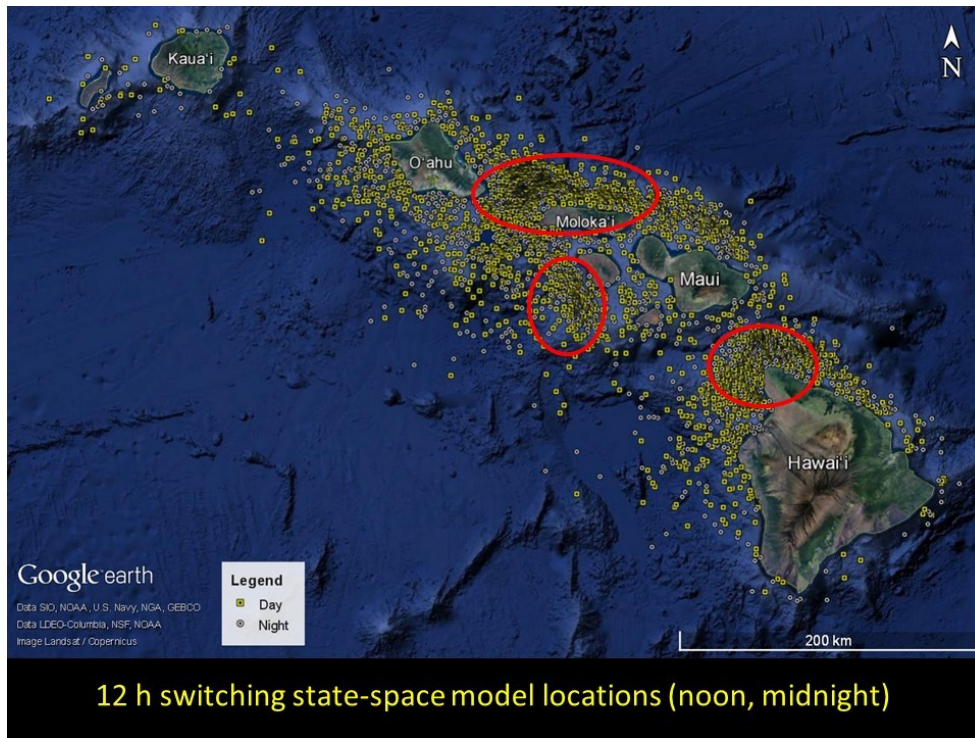 Kaua'i
N
O'ahu
Moloka'i
Maui
Hawai'i
Google earth
Data SIO, NOAA, U.S. Navy, NGA, GEBCO
Data LDEO-Columbia, NSF, NOAA
Image Landsat / Copernicus
Legend
Day
Night
200 km
12 h switching state-space model locations (noon, midnight)